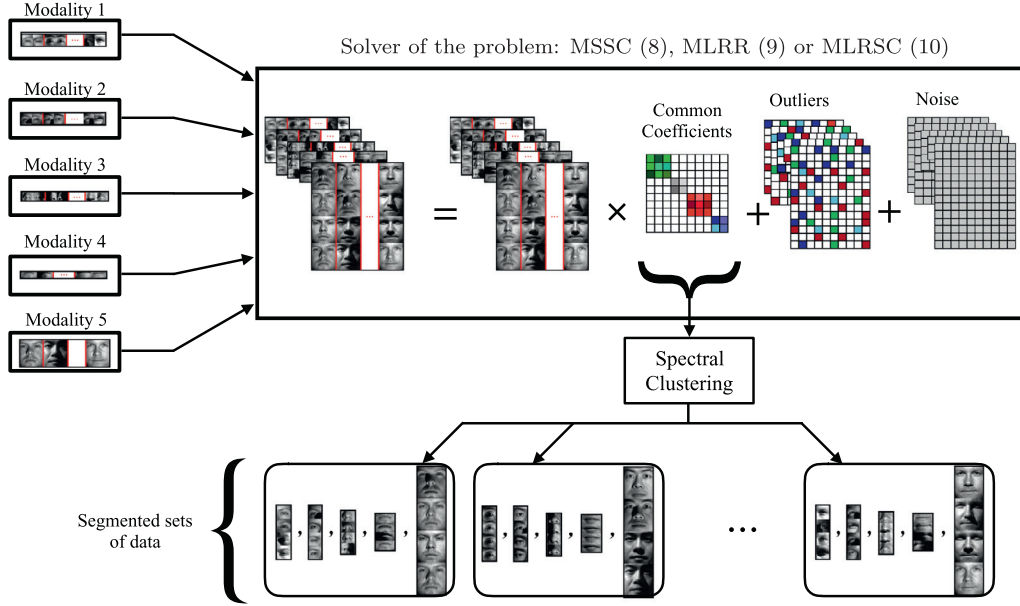 Modality 1
Modality 2
Modality 3
Modality 4
Modality 5
Solver of the problem: MSSC (8), MLRR (9) or MLRSC (10)
...
...
=
×
Common
Coefficients
+
Outliers
+
Noise
Spectral
Clustering
Segmented sets
of data
, , , ,
, , , ,
...
, , , ,